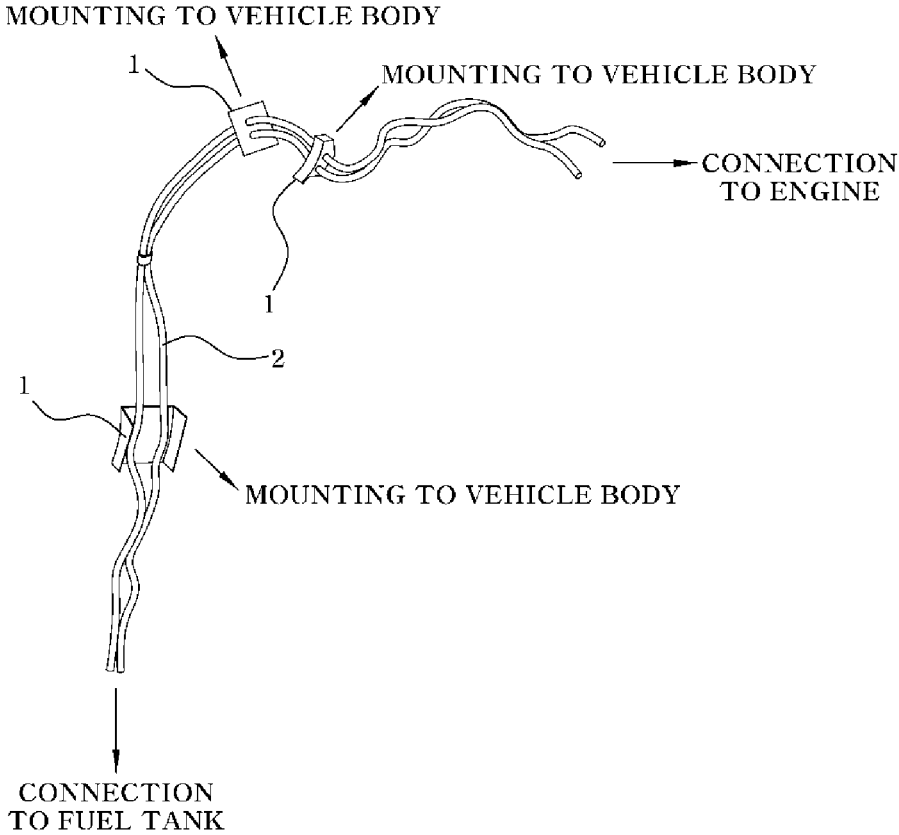 MOUNTING TO VEHICLE BODY
1
MOUNTING TO VEHICLE BODY
CONNECTION
TO ENGINE
1
2
1
MOUNTING TO VEHICLE BODY
CONNECTION
TO FUEL TANK